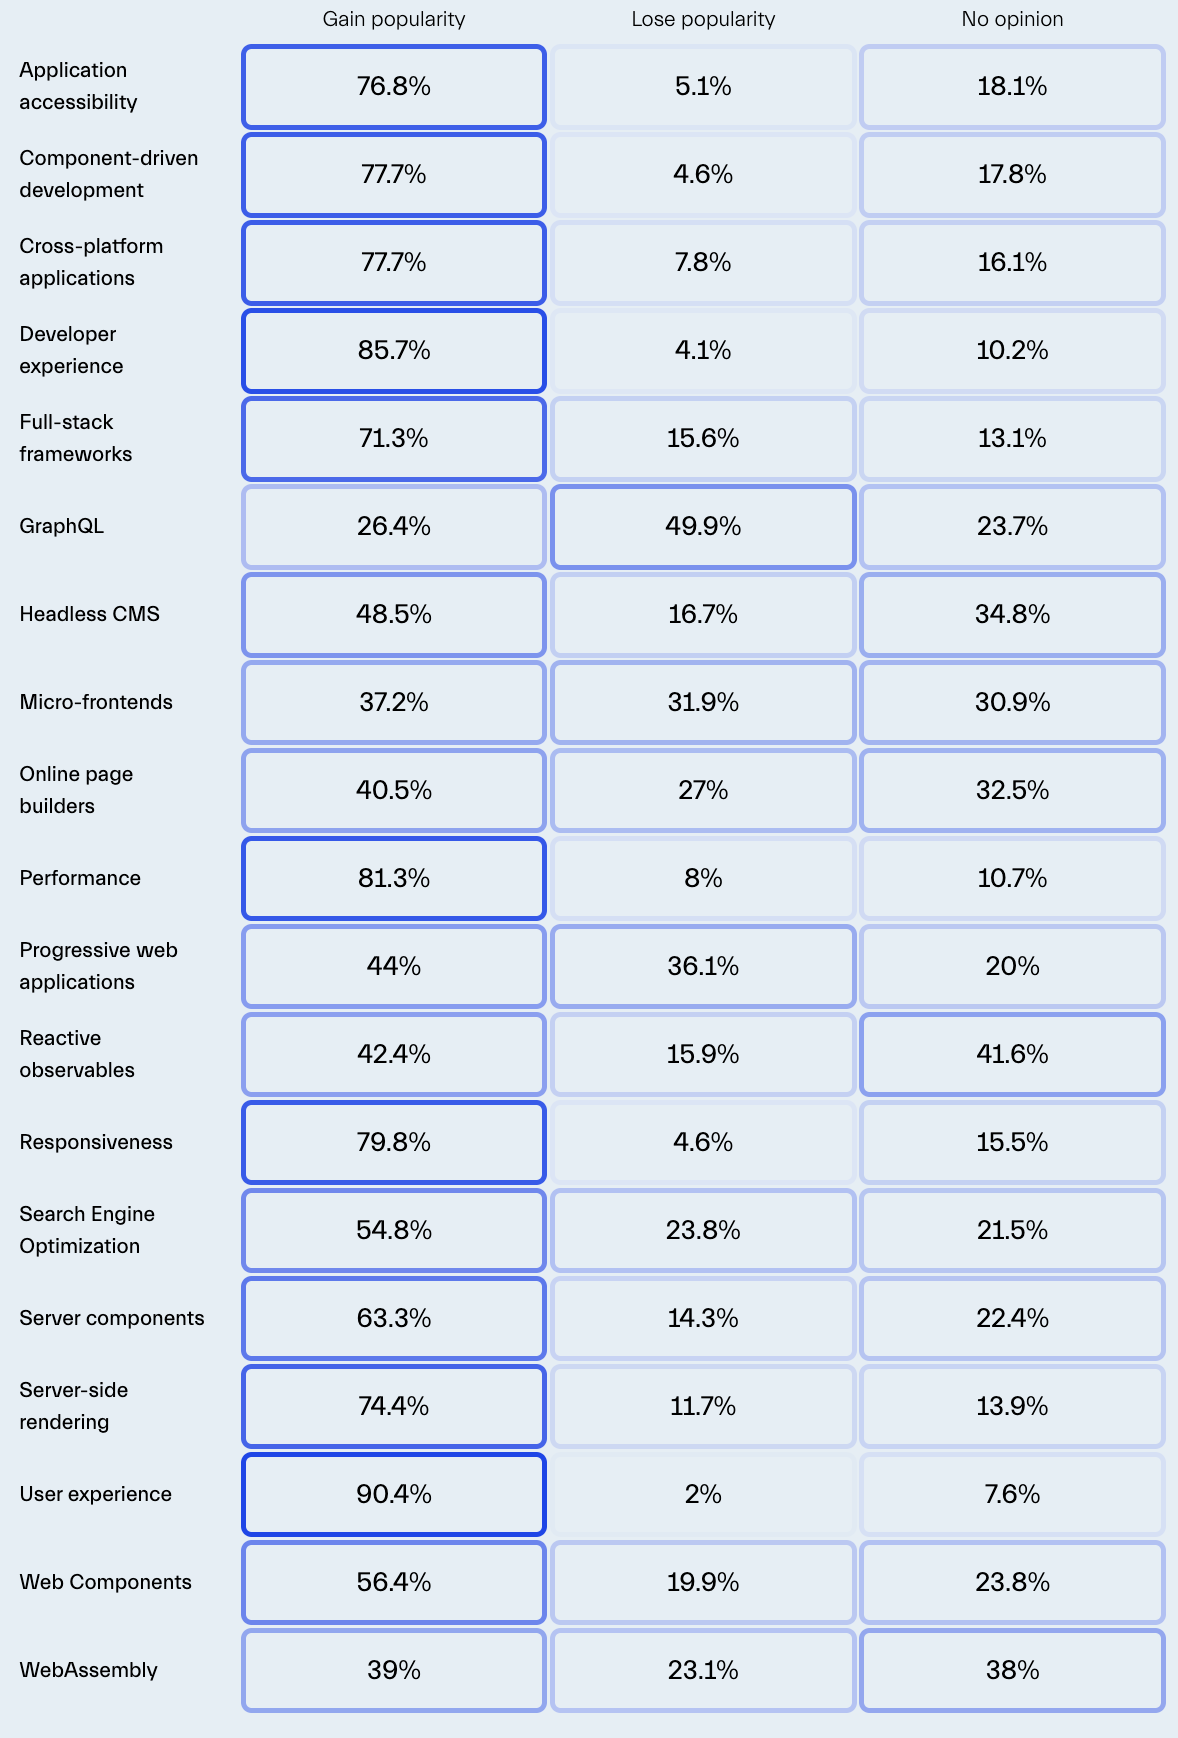 Gain popularity Lose popularity No opinion
Application
accessibility
76.8% 5.1% 18.1%
Component-driven
development
77.7% 4.6% 17.8%
Cross-platform
applications
77.7% 7.8% 16.1%
Developer
experience
85.7% 4.1% 10.2%
Full-stack
frameworks
71.3% 15.6% 13.1%
GraphQL 26.4% 49.9% 23.7%
Headless CMS 48.5% 16.7% 34.8%
Micro-frontends 37.2% 31.9% 30.9%
Online page
builders
40.5% 27% 32.5%
Performance 81.3% 8% 10.7%
Progressive web
applications
44% 36.1% 20%
Reactive
observables
42.4% 15.9% 41.6%
Responsiveness 79.8% 4.6% 15.5%
Search Engine
Optimization
54.8% 23.8% 21.5%
Server components 63.3% 14.3% 22.4%
Server-side
rendering
74.4% 11.7% 13.9%
User experience 90.4% 2% 7.6%
Web Components 56.4% 19.9% 23.8%
WebAssembly 39% 23.1% 38%